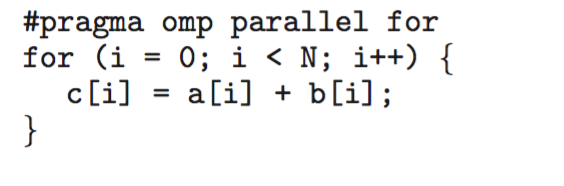 #pragma omp parallel for
for (i = 0; i < N; i++) {
    c[i] = a[i] + b[i];
}